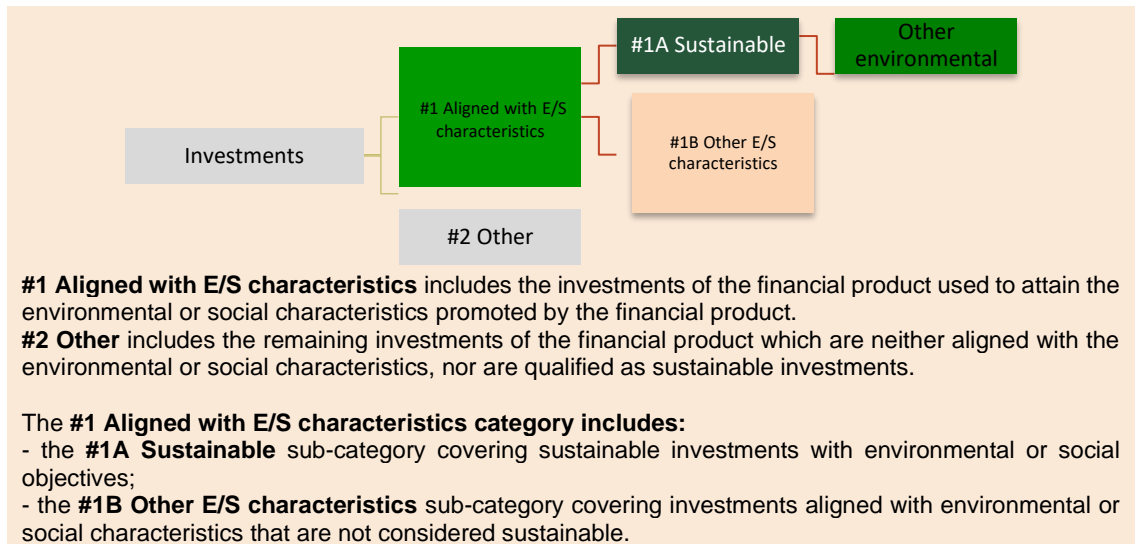 #1A Sustainable
Other
environmental
#1 Aligned with E/S
characteristics
#1B Other E/S
characteristics
Investments
#2 Other
#1 Aligned with E/S characteristics includes the investments of the financial product used to attain the
environmental or social characteristics promoted by the financial product.
#2 Other includes the remaining investments of the financial product which are neither aligned with the
environmental or social characteristics, nor are qualified as sustainable investments.
The #1 Aligned with E/S characteristics category includes:
- the #1A Sustainable sub-category covering sustainable investments with environmental or social
objectives;
- the #1B Other E/S characteristics sub-category covering investments aligned with environmental or
social characteristics that are not considered sustainable.